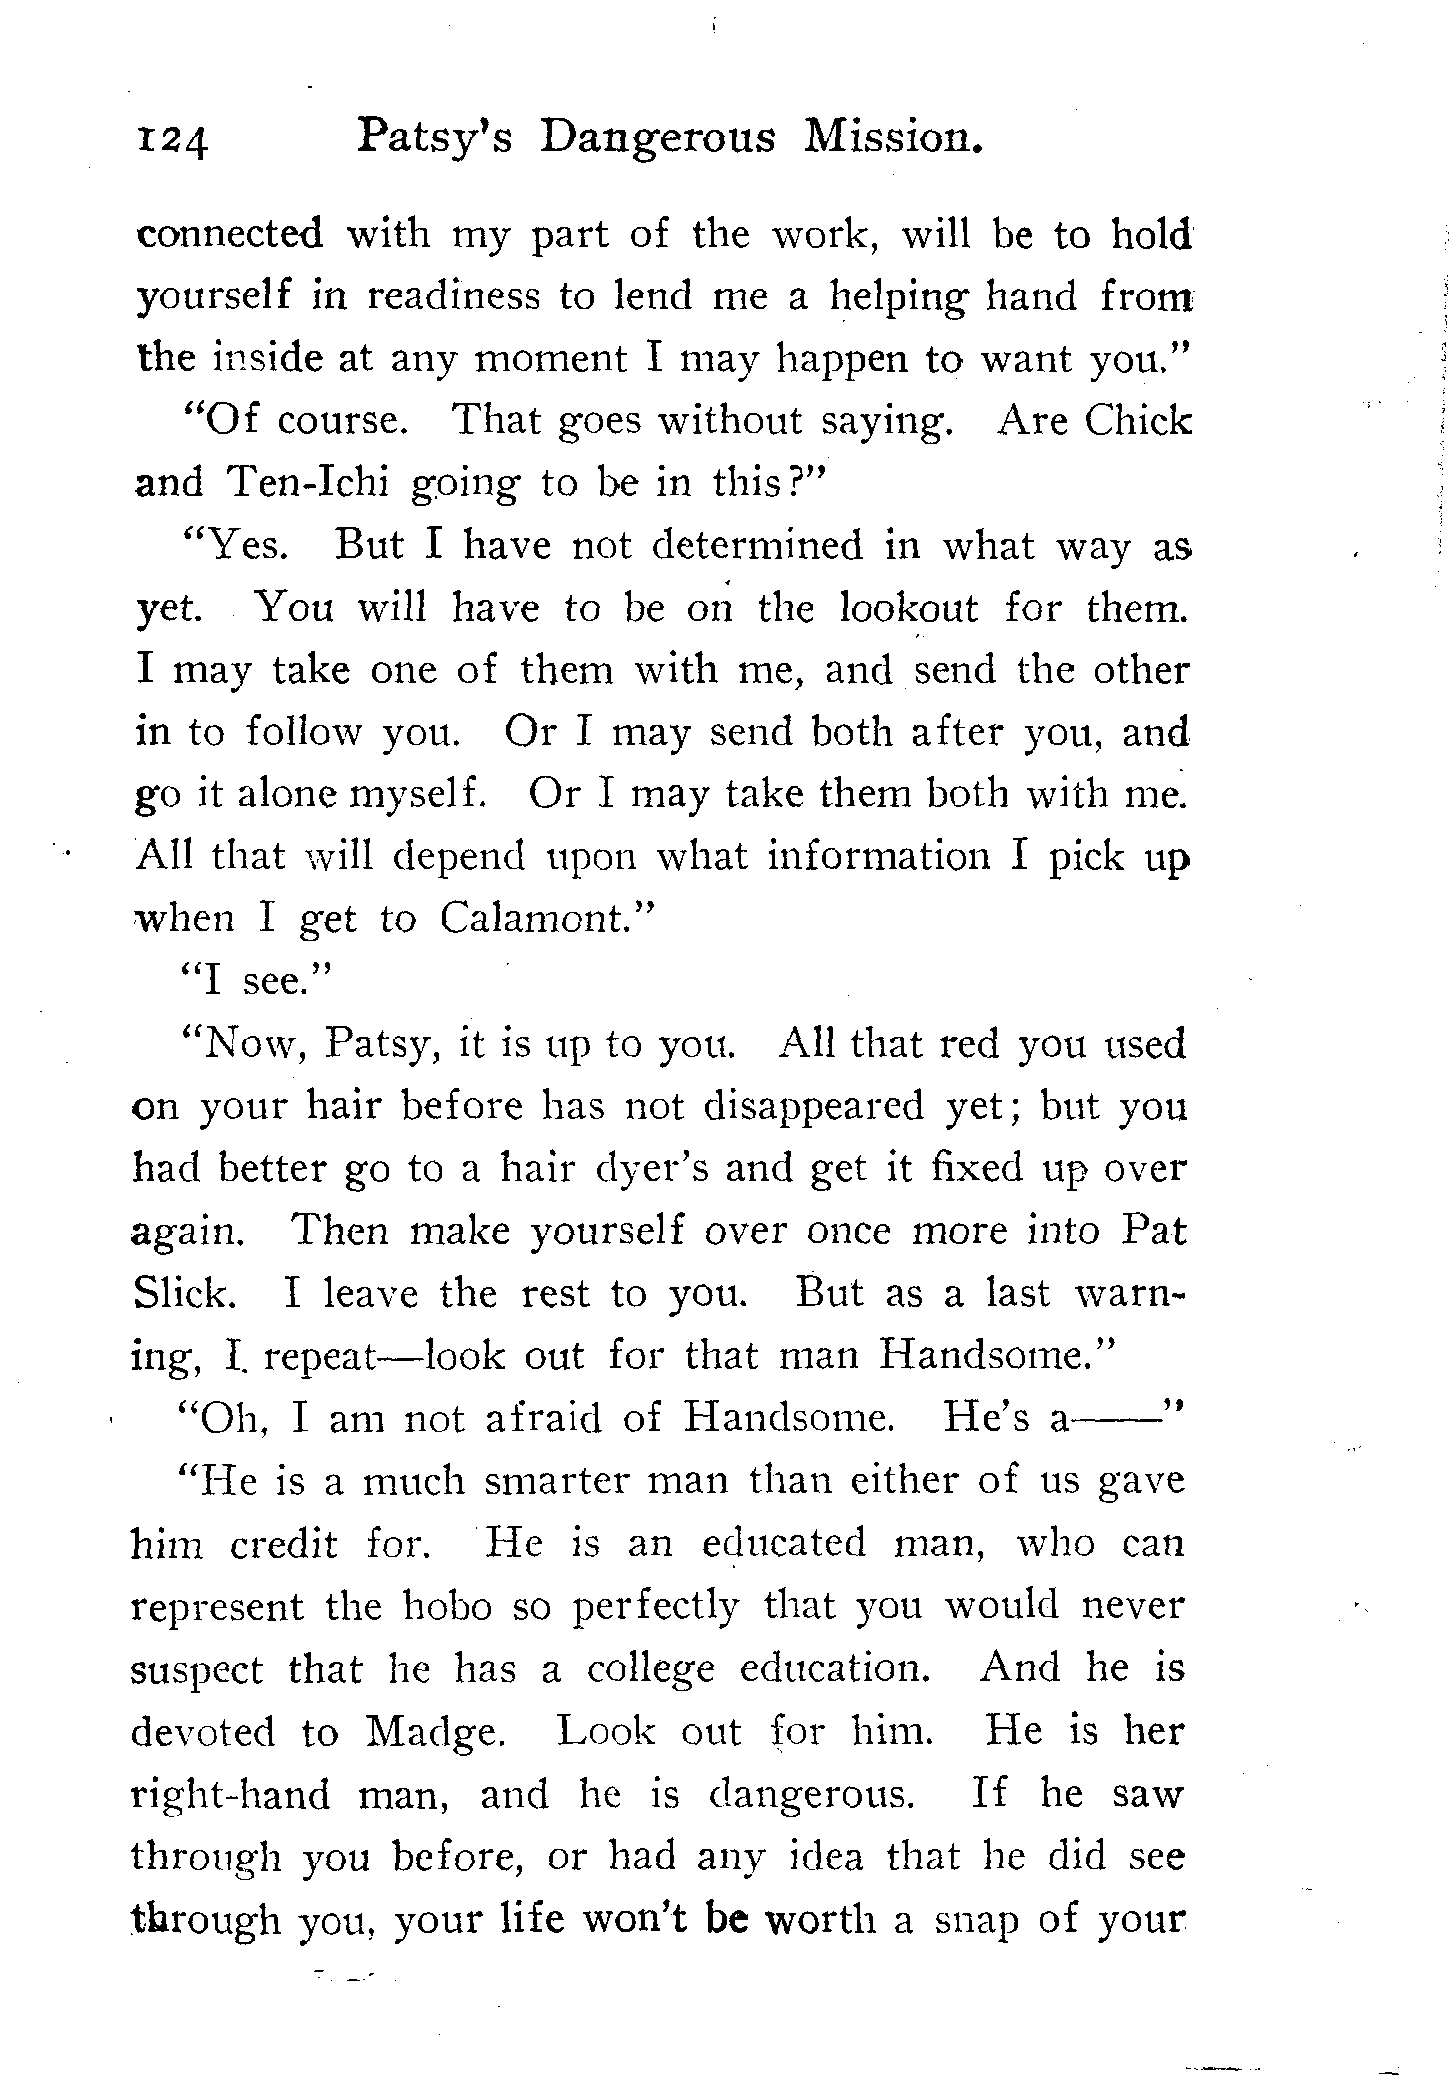 124 Patsy's Dangerous Mission.
connected with my part of the work, will be to hold
yourself in readiness to lend me a helping hand from
the inside at any moment I may happen to want you."
"Of course. That goes without saying. Are Chick
and Ten-Ichi going to be in this?"
"Yes. But I have not determined in what way as
yet. You will have to be on the lookout for them.
I may take one of them with me, and send the other
in to follow you. Or I may send both after you, and
go it alone myself. Or I may take them both with me.
All that will depend upon what information I pick up
when I get to Calamont."
"I see."
"Now, Patsy, it is up to you. All that red you used
on your hair before has not disappeared yet; but you
had better go to a hair dyer's and get it fixed up over
again. Then make yourself over once more into Pat
Slick. I leave the rest to you. But as a last warn-
ing, I repeat—look out for that man Handsome."
"Oh, I am not afraid of Handsome. He's a——"
"He is a much smarter man than either of us gave
him credit for. He is an educated man, who can
represent the hobo so perfectly that you would never
suspect that he has a college education. And he is
devoted to Madge. Look out for him. He is her
right-hand man, and he is dangerous. If he saw
through you before, or had any idea that he did see
through you, your life won't be worth a snap of your